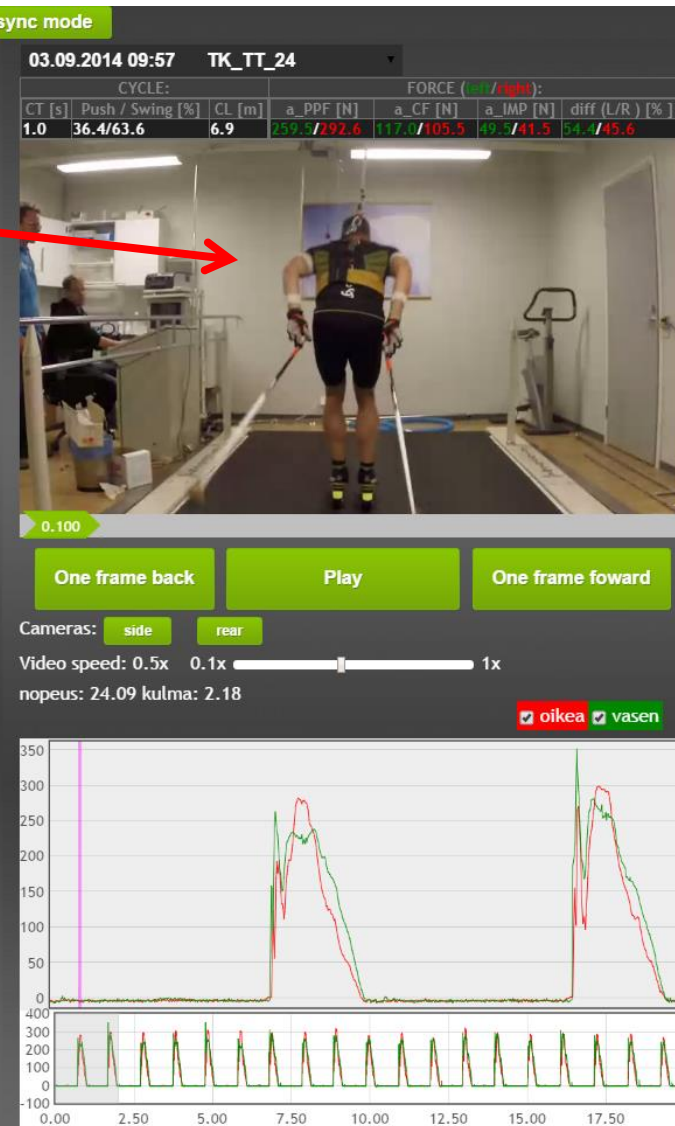 sync mode
03.09.2014 09:57 TK_TT_24
CYCLE: FORCE (left/right):
CT [s] Push / Swing [%] CL [m] a_PPF [N] a_CF [N] a_IMP [N] diff (L/R ) [% ]
1.0 36.4/63.6 6.9 259.5/292.6 117.0/105.5 49.5/41.5 54.4/45.6
0.100
One frame back Play One frame foward
Cameras: side rear
Video speed: 0.5x 0.1x 1x
nopeus: 24.09 kulma: 2.18
oikea vasen
350
300
250
200
150
100
50
0
400
300
200
100
0
-100
0.00 2.50 5.00 7.50 10.00 12.50 15.00 17.50